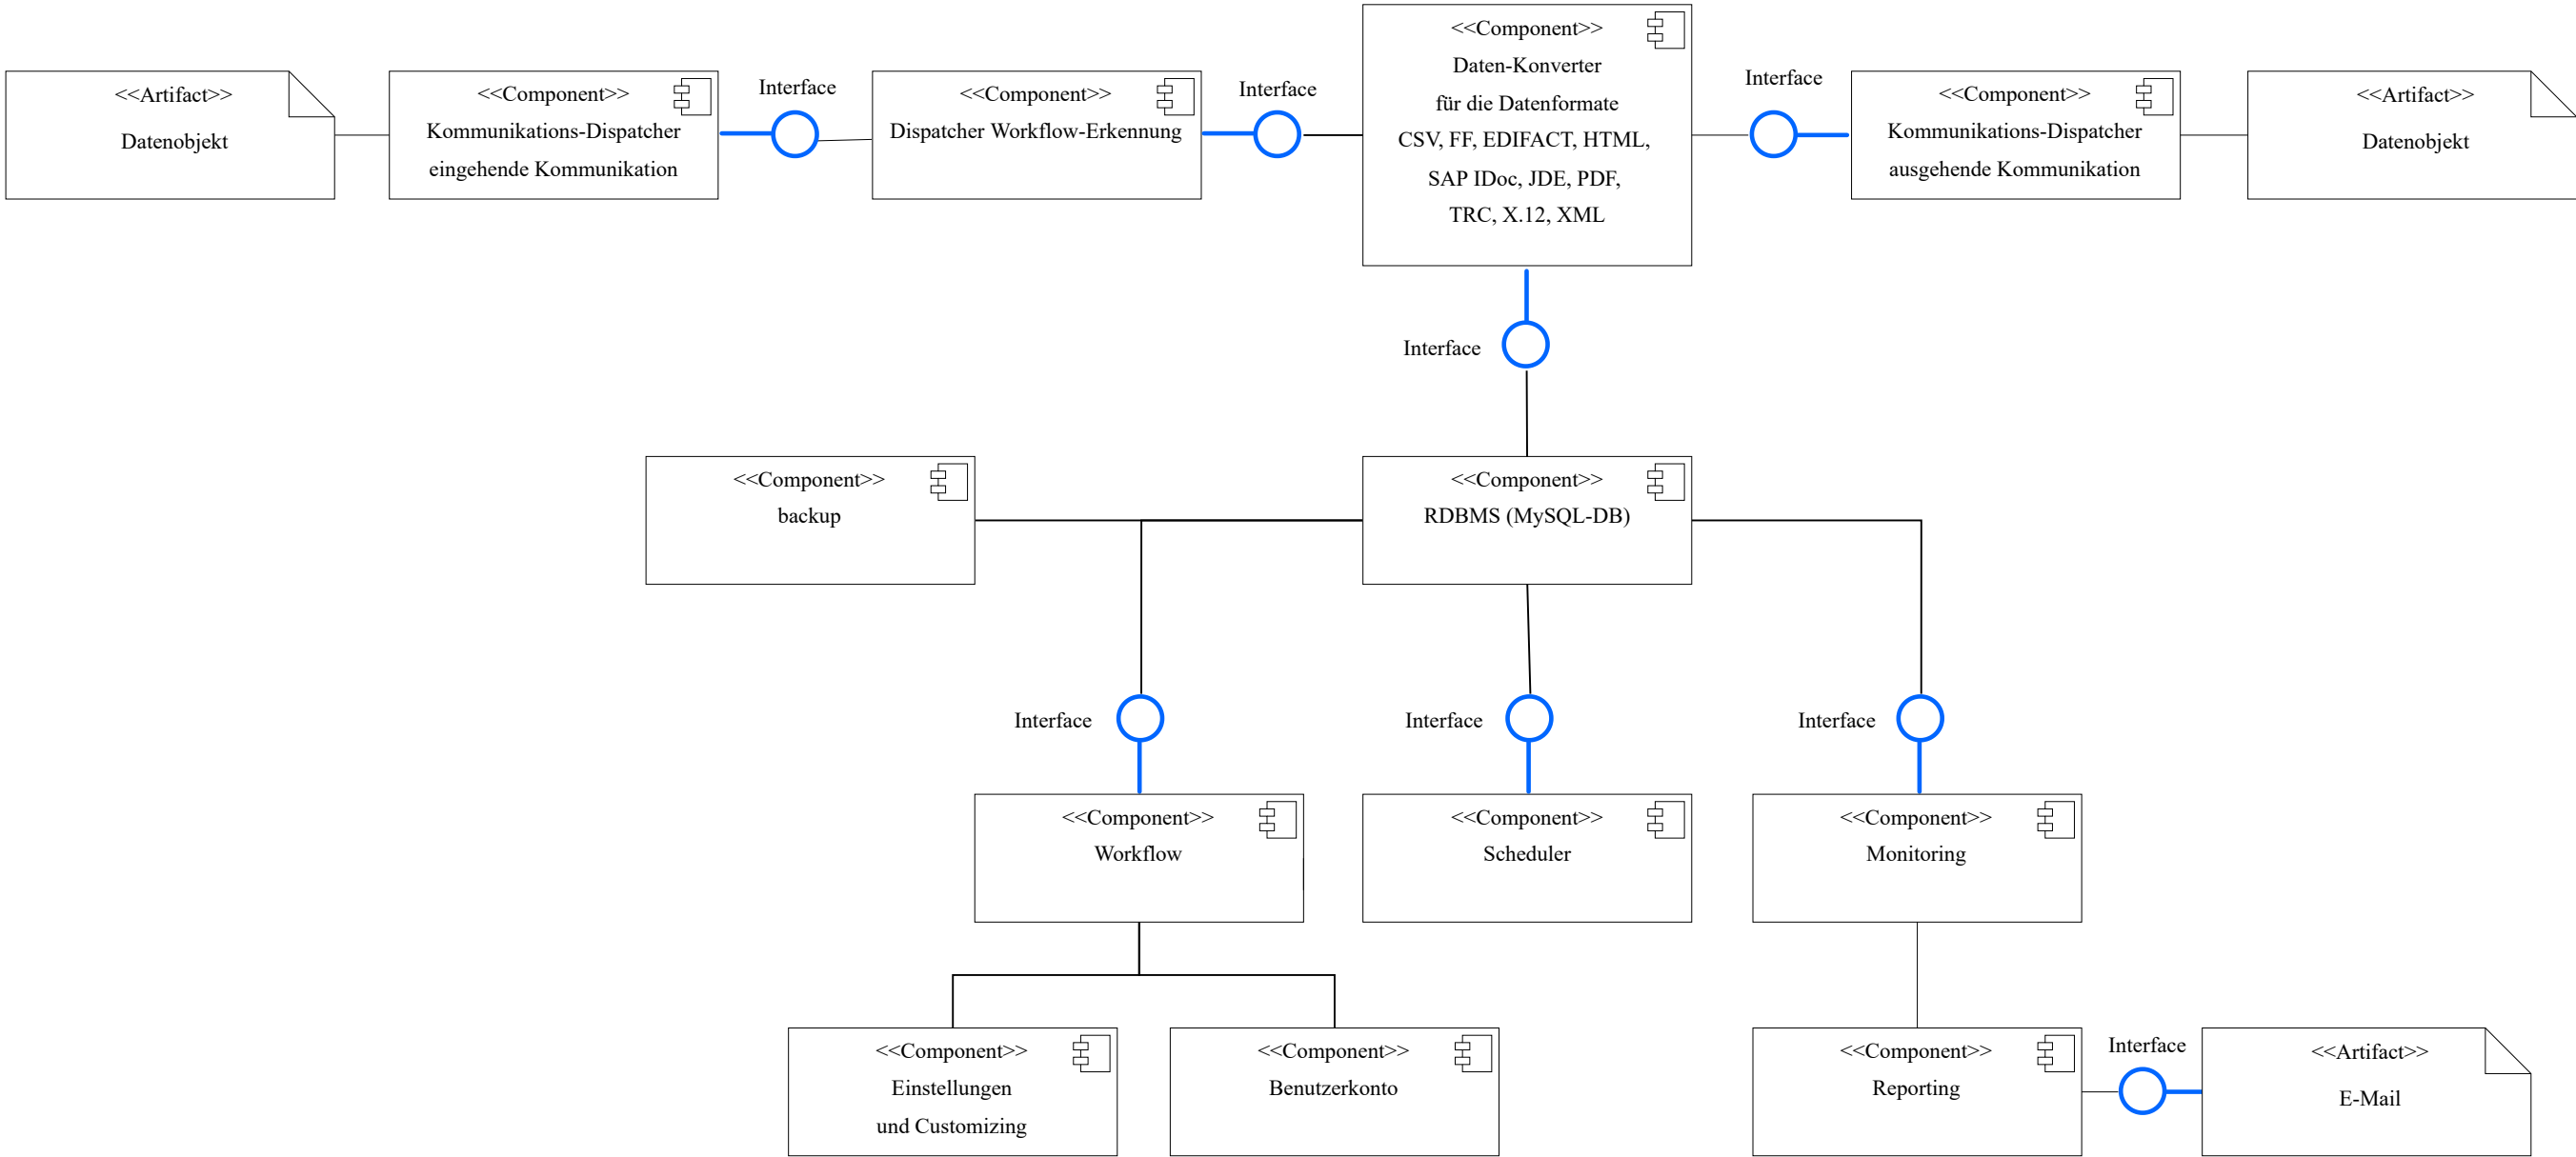 <<Artifact>>
Datenobjekt
<<Component>>
Kommunikations-Dispatcher
eingehende Kommunikation
Interface
<<Component>>
Dispatcher Workflow-Erkennung
Interface
<<Component>>
Daten-Konverter
für die Datenformate
CSV, FF, EDIFACT, HTML,
SAP IDoc, JDE, PDF,
TRC, X.12, XML
Interface
<<Component>>
Kommunikations-Dispatcher
ausgehende Kommunikation
<<Artifact>>
Datenobjekt
Interface
<<Component>>
backup
<<Component>>
RDBMS (MySQL-DB)
Interface
Interface
Interface
<<Component>>
Workflow
<<Component>>
Scheduler
<<Component>>
Monitoring
<<Component>>
Einstellungen
und Customizing
<<Component>>
Benutzerkonto
<<Component>>
Reporting
Interface
<<Artifact>>
E-Mail